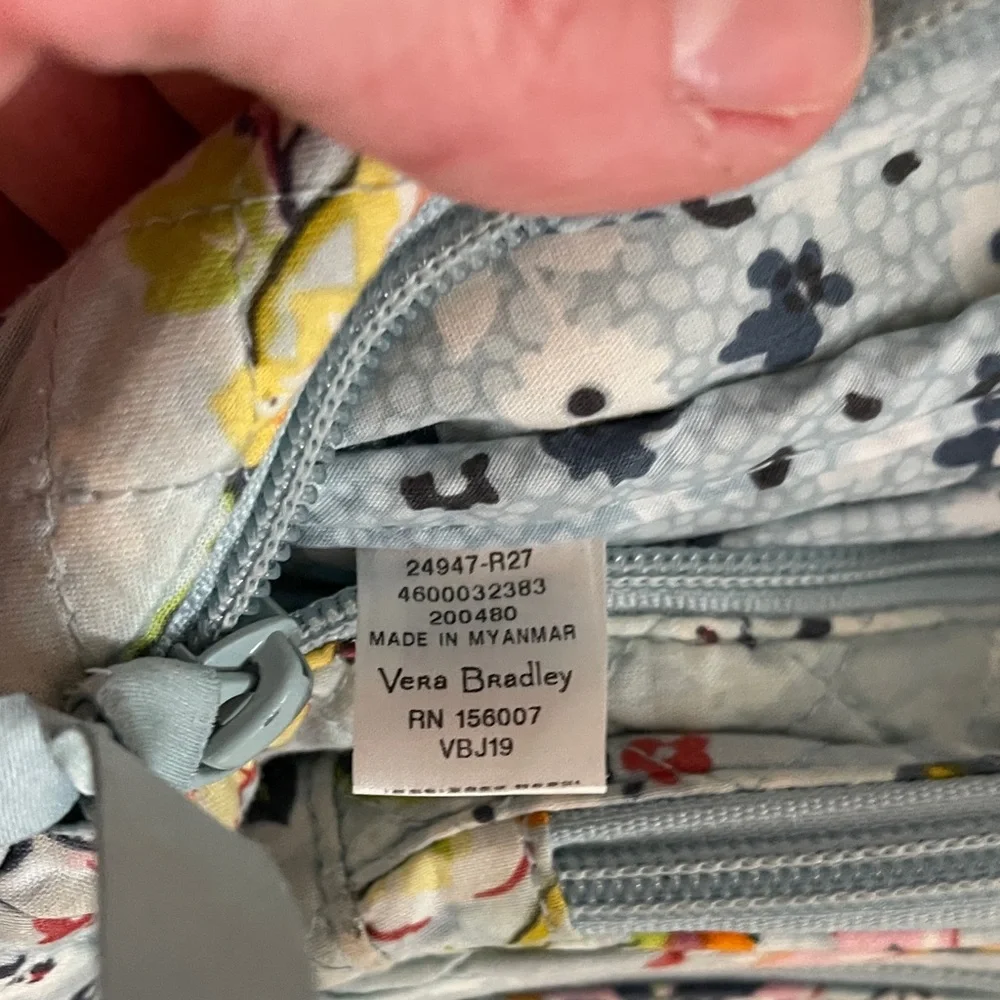 24947-R27
4600032383
200480
MADE IN MYANMAR
Vera Bradley
RN 156007
VBJ19